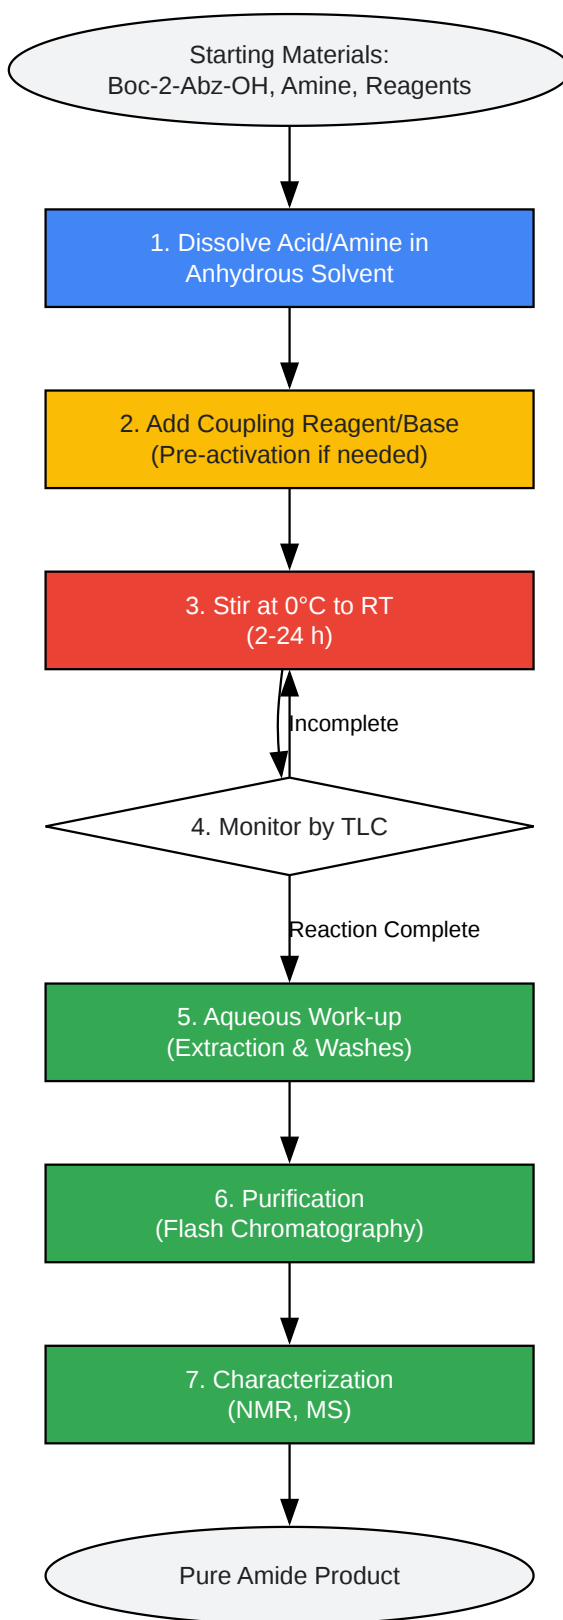 Starting Materials:
Boc-2-Abz-OH, Amine, Reagents
1. Dissolve Acid/Amine in
Anhydrous Solvent
2. Add Coupling Reagent/Base
(Pre-activation if needed)
3. Stir at 0°C to RT
(2-24 h)
Incomplete
4. Monitor by TLC
Reaction Complete
5. Aqueous Work-up
(Extraction & Washes)
6. Purification
(Flash Chromatography)
7. Characterization
(NMR, MS)
Pure Amide Product